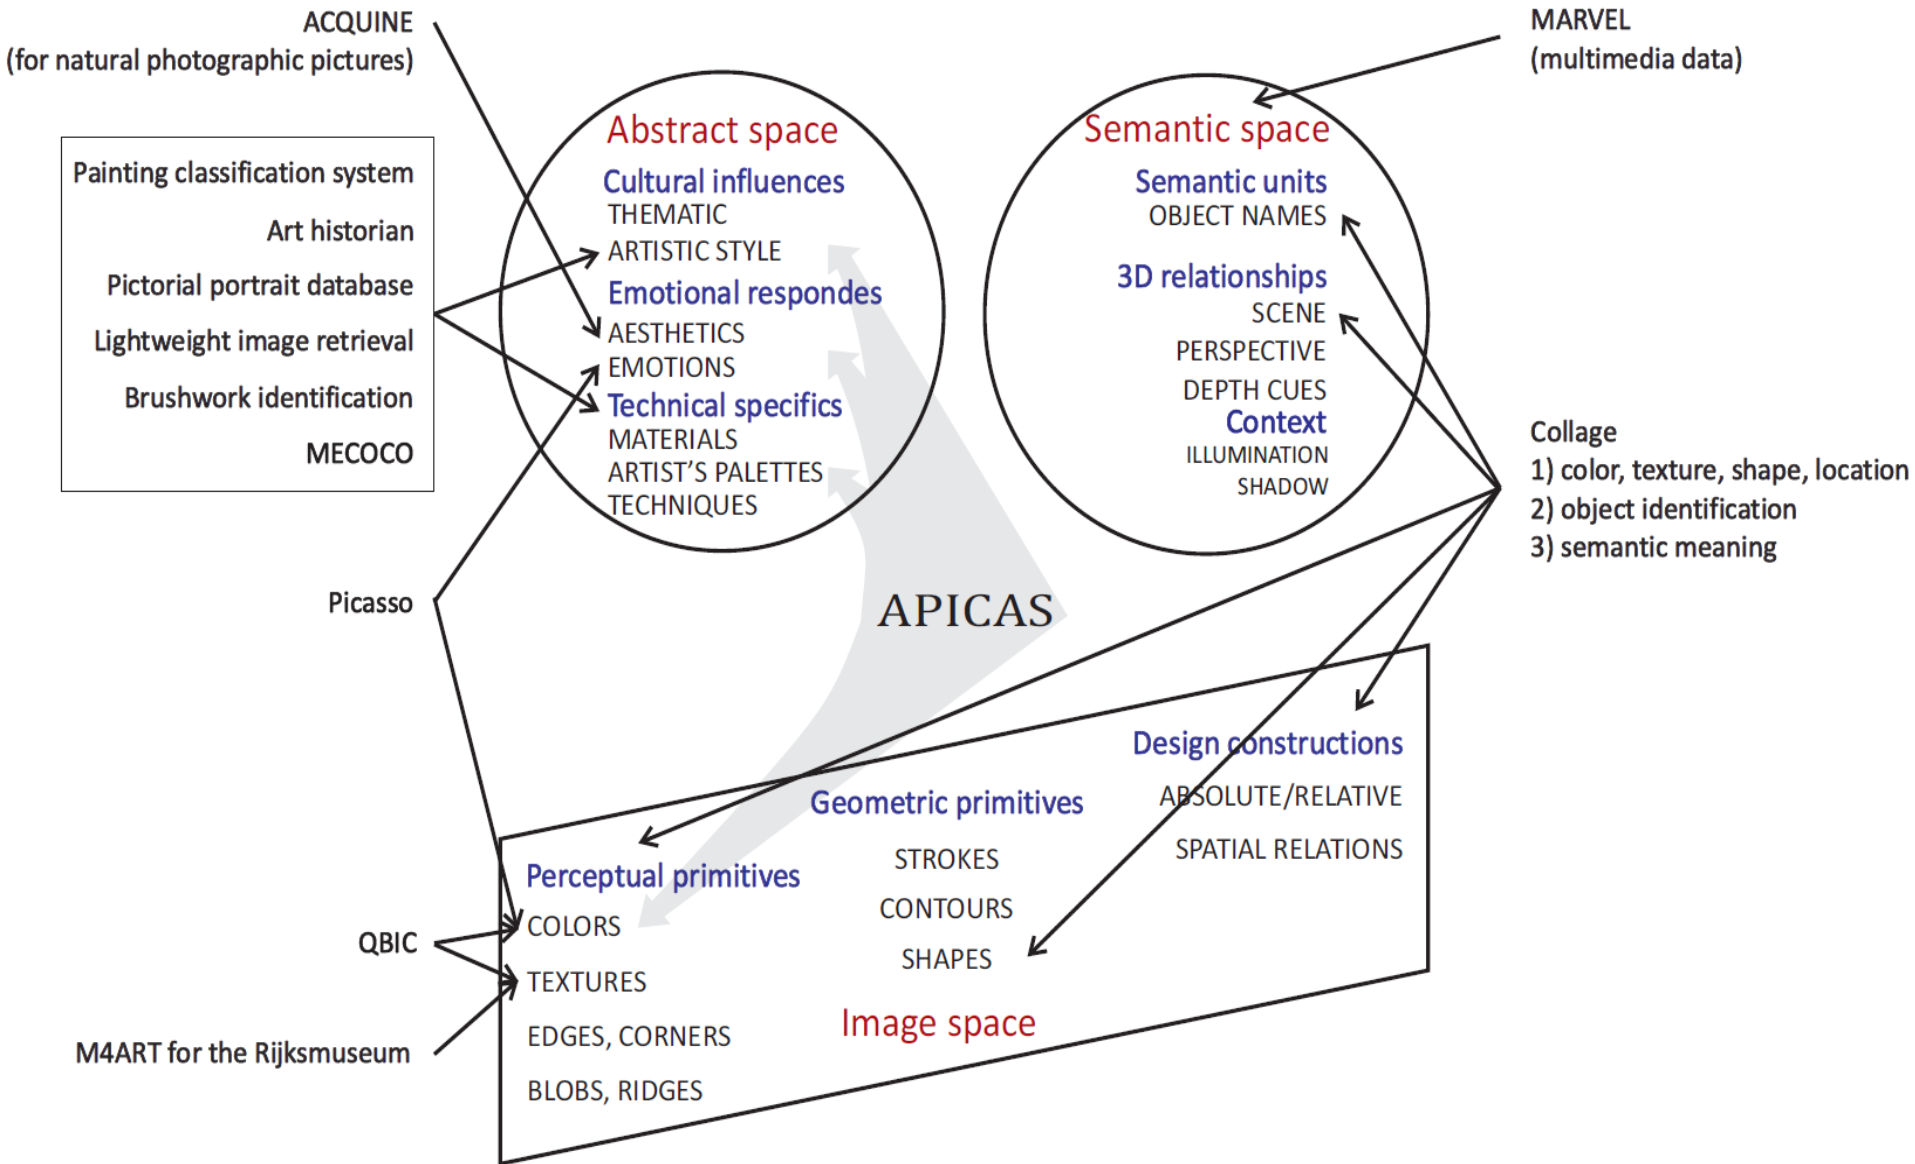 ACQUINE
(for natural photographic pictures)
Painting classification system
Art historian
Pictorial portrait database
Lightweight image retrieval
Brushwork identification
MECOCO
Picasso
QBIC
M4ART for the Rijksmuseum
Abstract space
Cultural influences
THEMATIC
ARTISTIC STYLE
Emotional respondes
AESTHETICS
EMOTIONS
Technical specifics
MATERIALS
ARTIST'S PALETTES
TECHNIQUES
Semantic space
Semantic units
OBJECT NAMES
3D relationships
SCENE
PERSPECTIVE
DEPTH CUES
Context
ILLUMINATION
SHADOW
MARVEL
(multimedia data)
Collage
1) color, texture, shape, location
2) object identification
3) semantic meaning
APICAS
Perceptual primitives
COLORS
TEXTURES
EDGES, CORNERS
BLOBS, RIDGES
Geometric primitives
STROKES
CONTOURS
SHAPES
Design constructions
ABSOLUTE/RELATIVE
SPATIAL RELATIONS
Image space